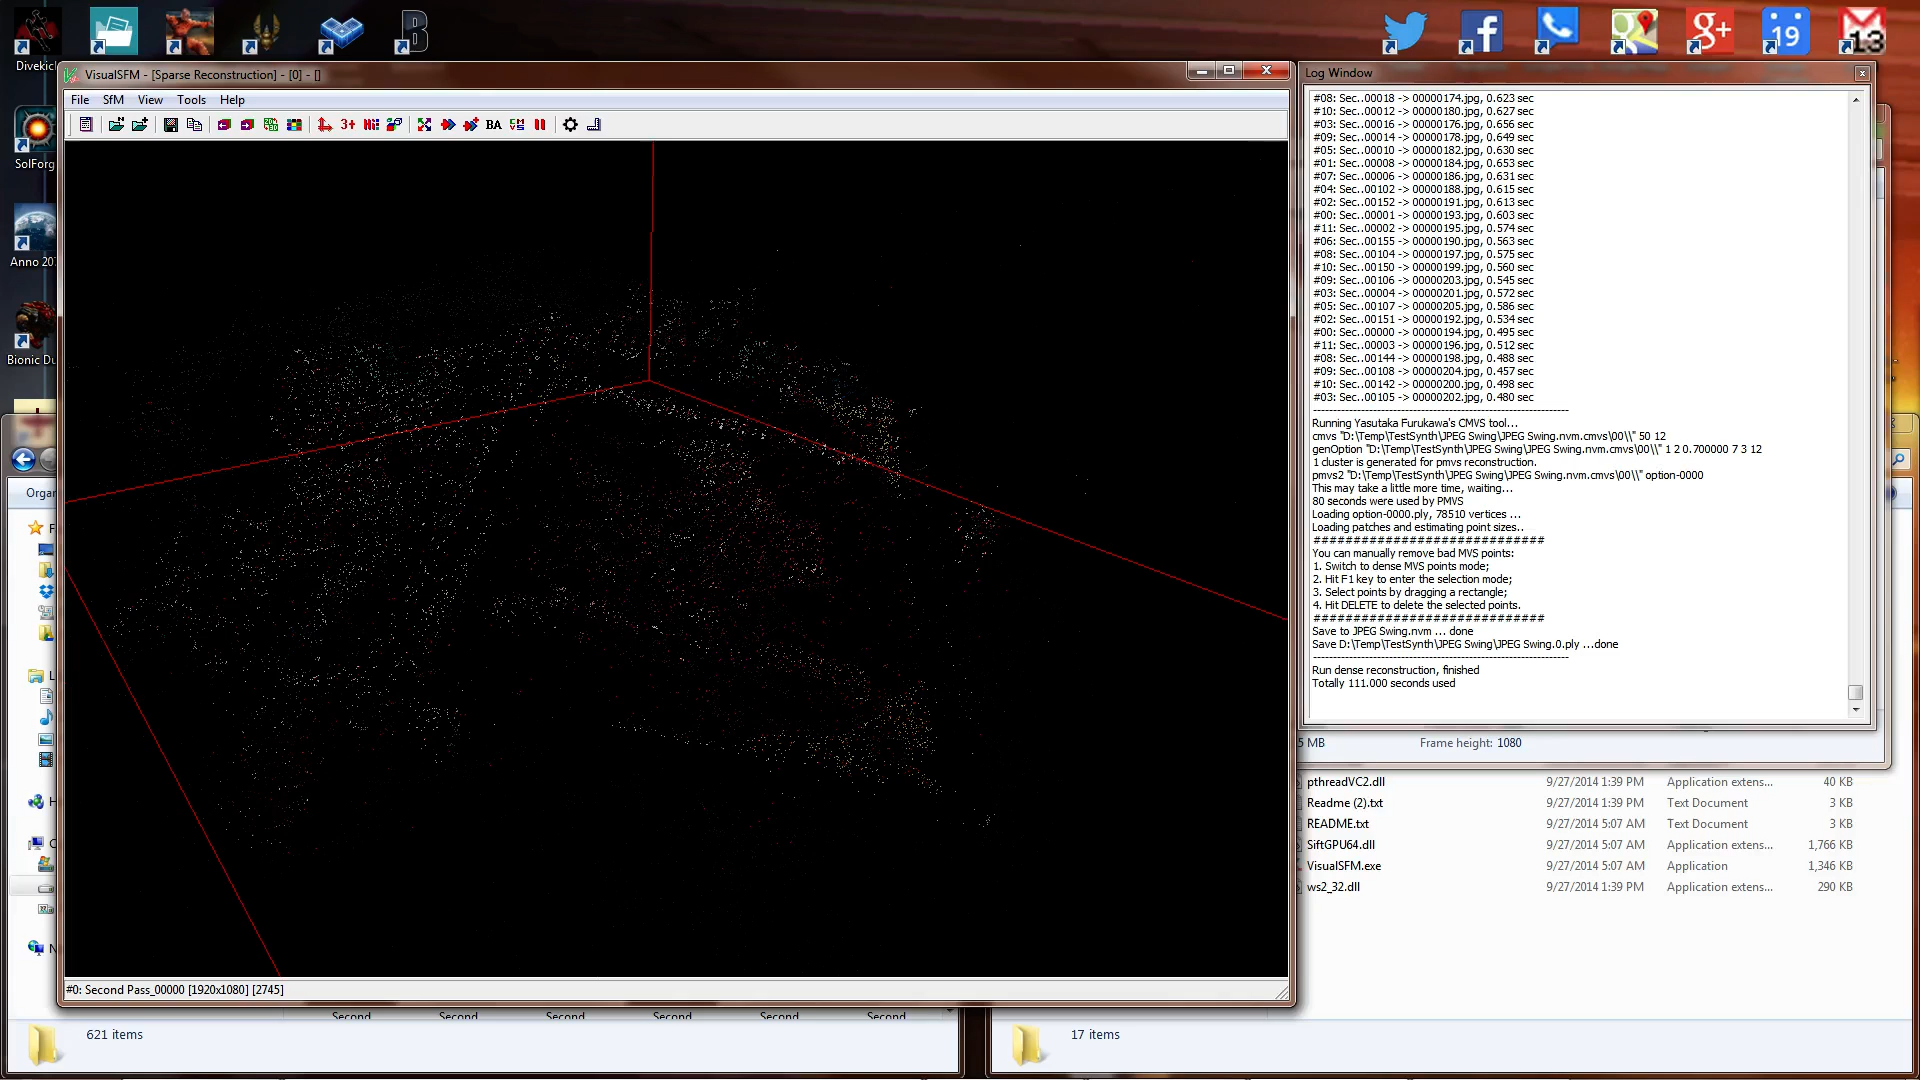 Divekic
SolForg
Anno 207
Bionic Du
19
13
VisualSFM - [Sparse Reconstruction] - [0] - []
File SfM View Tools Help
BA
#0: Second Pass_00000 [1920x1080] [2745]
Log Window
#08: Sec..00018 -> 00000174.jpg, 0.623 sec
#10: Sec..00012 -> 00000180.jpg, 0.627 sec
#03: Sec..00016 -> 00000176.jpg, 0.656 sec
#09: Sec..00014 -> 00000178.jpg, 0.649 sec
#05: Sec..00010 -> 00000182.jpg, 0.630 sec
#01: Sec..00008 -> 00000184.jpg, 0.653 sec
#07: Sec..00006 -> 00000186.jpg, 0.631 sec
#04: Sec..00102 -> 00000188.jpg, 0.615 sec
#02: Sec..00152 -> 00000191.jpg, 0.613 sec
#00: Sec..00001 -> 00000193.jpg, 0.603 sec
#11: Sec..00002 -> 00000195.jpg, 0.574 sec
#06: Sec..00155 -> 00000190.jpg, 0.563 sec
#08: Sec..00104 -> 00000197.jpg, 0.575 sec
#10: Sec..00150 -> 00000199.jpg, 0.560 sec
#09: Sec..00106 -> 00000203.jpg, 0.545 sec
#03: Sec..00004 -> 00000201.jpg, 0.572 sec
#05: Sec..00107 -> 00000205.jpg, 0.586 sec
#02: Sec..00151 -> 00000192.jpg, 0.534 sec
#00: Sec..00000 -> 00000194.jpg, 0.495 sec
#11: Sec..00003 -> 00000196.jpg, 0.512 sec
#08: Sec..00144 -> 00000198.jpg, 0.488 sec
#09: Sec..00108 -> 00000204.jpg, 0.457 sec
#10: Sec..00142 -> 00000200.jpg, 0.498 sec
#03: Sec..00105 -> 00000202.jpg, 0.480 sec
----------------------------------------------------------------
Running Yasutaka Furukawa's CMVS tool...
cmvs "D:\Temp\TestSynth\JPEG Swing\JPEG Swing.nvm.cmvs\00\\" 50 12
genOption "D:\Temp\TestSynth\JPEG Swing\JPEG Swing.nvm.cmvs\00\\" 1 2 0.700000 7 3 12
1 cluster is generated for pmvs reconstruction.
pmvs2 "D:\Temp\TestSynth\JPEG Swing\JPEG Swing.nvm.cmvs\00\\" option-0000
This may take a little more time, waiting...
80 seconds were used by PMVS
Loading option-0000.ply, 78510 vertices ...
Loading patches and estimating point sizes..
############################
You can manually remove bad MVS points:
1. Switch to dense MVS points mode;
2. Hit F1 key to enter the selection mode;
3. Select points by dragging a rectangle;
4. Hit DELETE to delete the selected points.
############################
Save to JPEG Swing.nvm ... done
Save D:\Temp\TestSynth\JPEG Swing\JPEG Swing.0.ply ...done
----------------------------------------------------------------
Run dense reconstruction, finished
Totally 111.000 seconds used
5 MB Frame height: 1080
pthreadVC2.dll 9/27/2014 1:39 PM Application extens... 40 KB
Readme (2).txt 9/27/2014 1:39 PM Text Document 3 KB
README.txt 9/27/2014 5:07 AM Text Document 3 KB
SiftGPU64.dll 9/27/2014 5:07 AM Application extens... 1,766 KB
VisualSFM.exe 9/27/2014 5:07 AM Application 1,346 KB
ws2_32.dll 9/27/2014 1:39 PM Application extens... 290 KB
Organ
Second Second Second Second Second Second
621 items
17 items